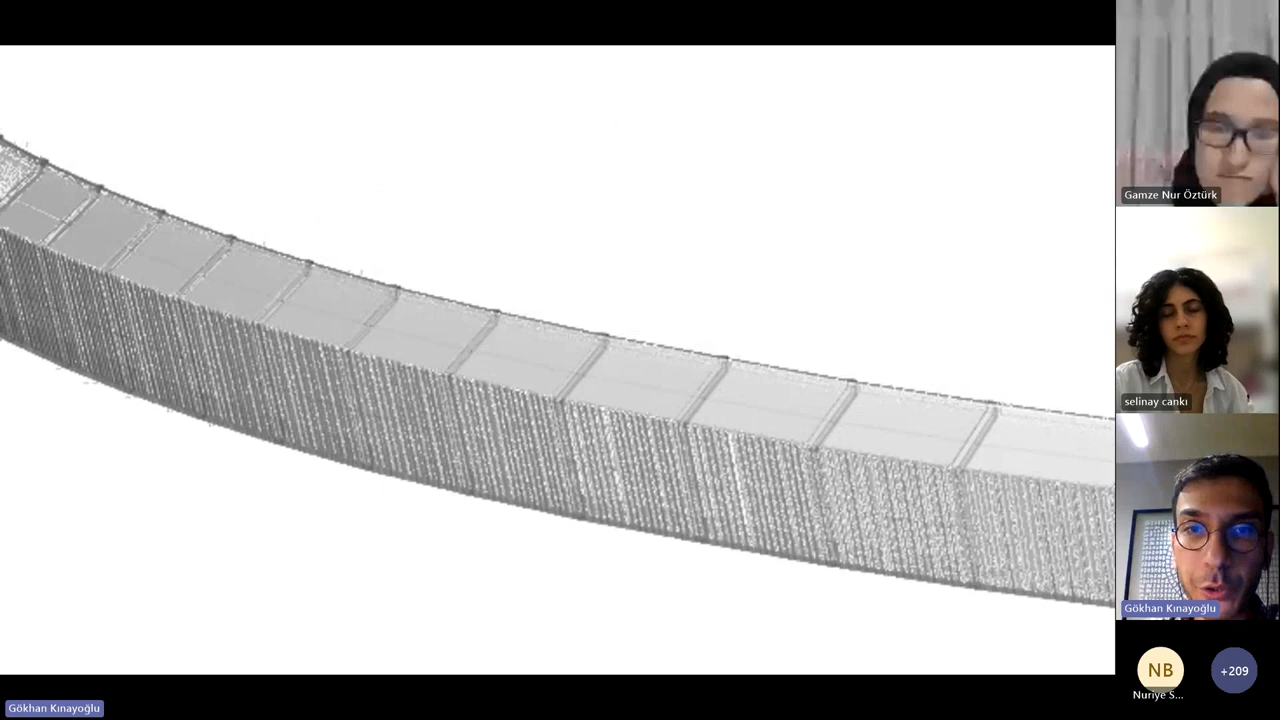 Gamze Nur Öztürk
selinay cankı
Gökhan Kınayoğlu
NB
+209
Nuriye S...
Gökhan Kınayoğlu